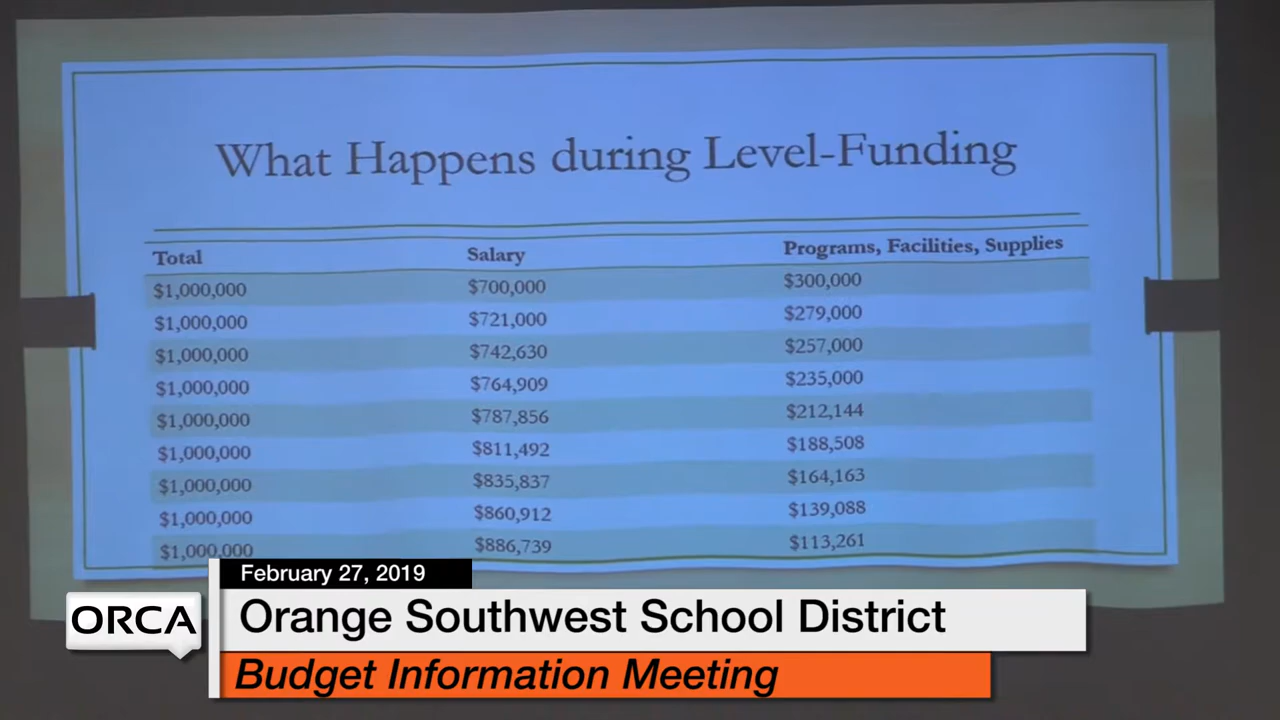 What Happens during Level-Funding
Total Salary Programs, Facilities, Supplies
$1,000,000 $700,000 $300,000
$1,000,000 $721,000 $279,000
$1,000,000 $742,630 $257,000
$1,000,000 $764,909 $235,000
$1,000,000 $787,856 $212,144
$1,000,000 $811,492 $188,508
$1,000,000 $835,837 $164,163
$1,000,000 $860,912 $139,088
$1,000,000 $886,739 $113,261
February 27, 2019
ORCA
Orange Southwest School District
Budget Information Meeting